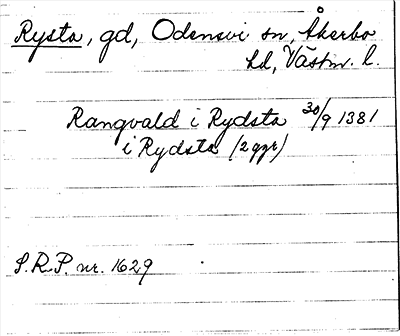 Rysta, gd, Odensvi sn, Åkerbo
hd, Västm. l.
Rangvald i Rydsta 30/9 1381
i Rydsta (2 ggr)
S.R.P. nr. 1629